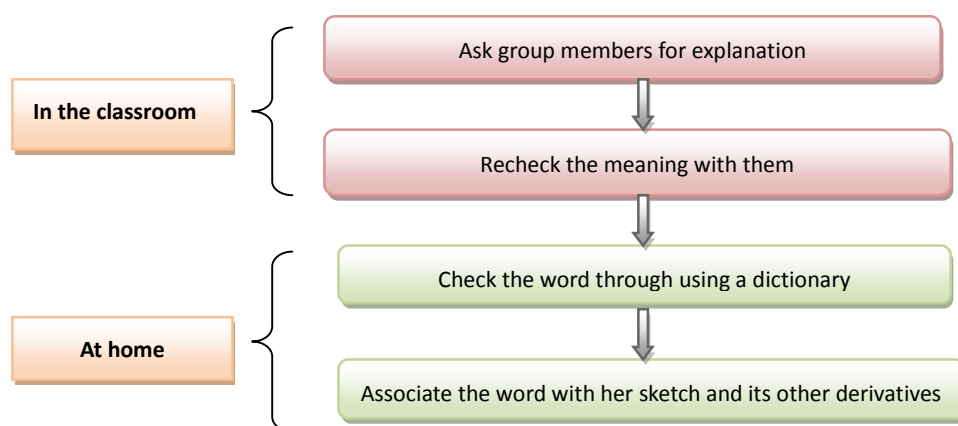 Ask group members for explanation
In the classroom
Recheck the meaning with them
Check the word through using a dictionary
At home
Associate the word with her sketch and its other derivatives